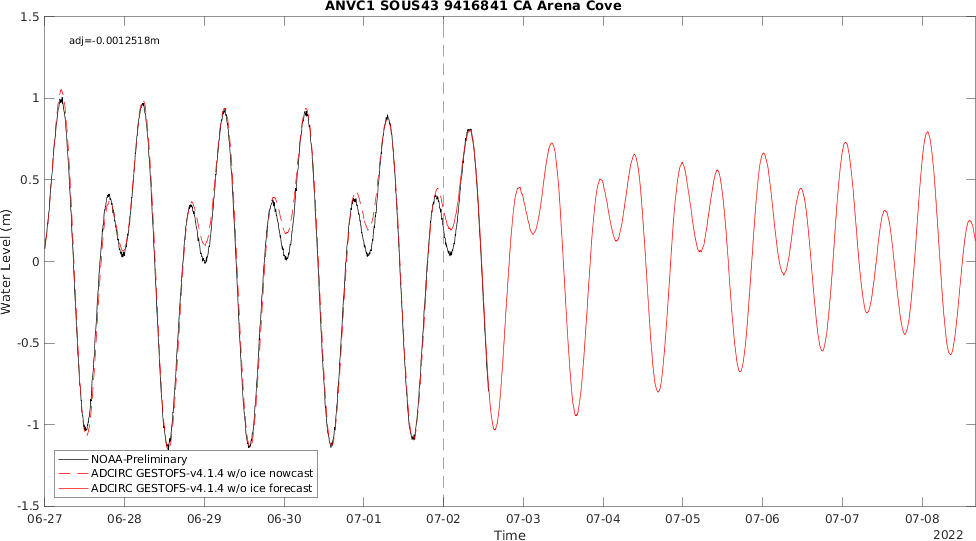 ANVC1 SOUS43 9416841 CA Arena Cove
adj=-0.0012518m
1.5
1
0.5
0
-0.5
-1
-1.5
Water Level (m)
NOAA-Preliminary
ADCIRC GESTOFS-v4.1.4 w/o ice nowcast
ADCIRC GESTOFS-v4.1.4 w/o ice forecast
06-27 06-28 06-29 06-30 07-01 07-02 07-03 07-04 07-05 07-06 07-07 07-08
Time
2022